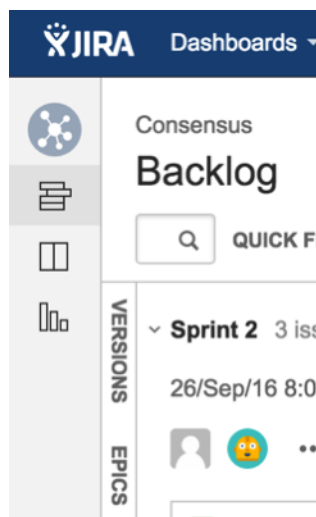 JIRA Dashboards
Consensus
Backlog
QUICK F
VERSIONS
Sprint 2 3 iss
26/Sep/16 8:0
EPICS